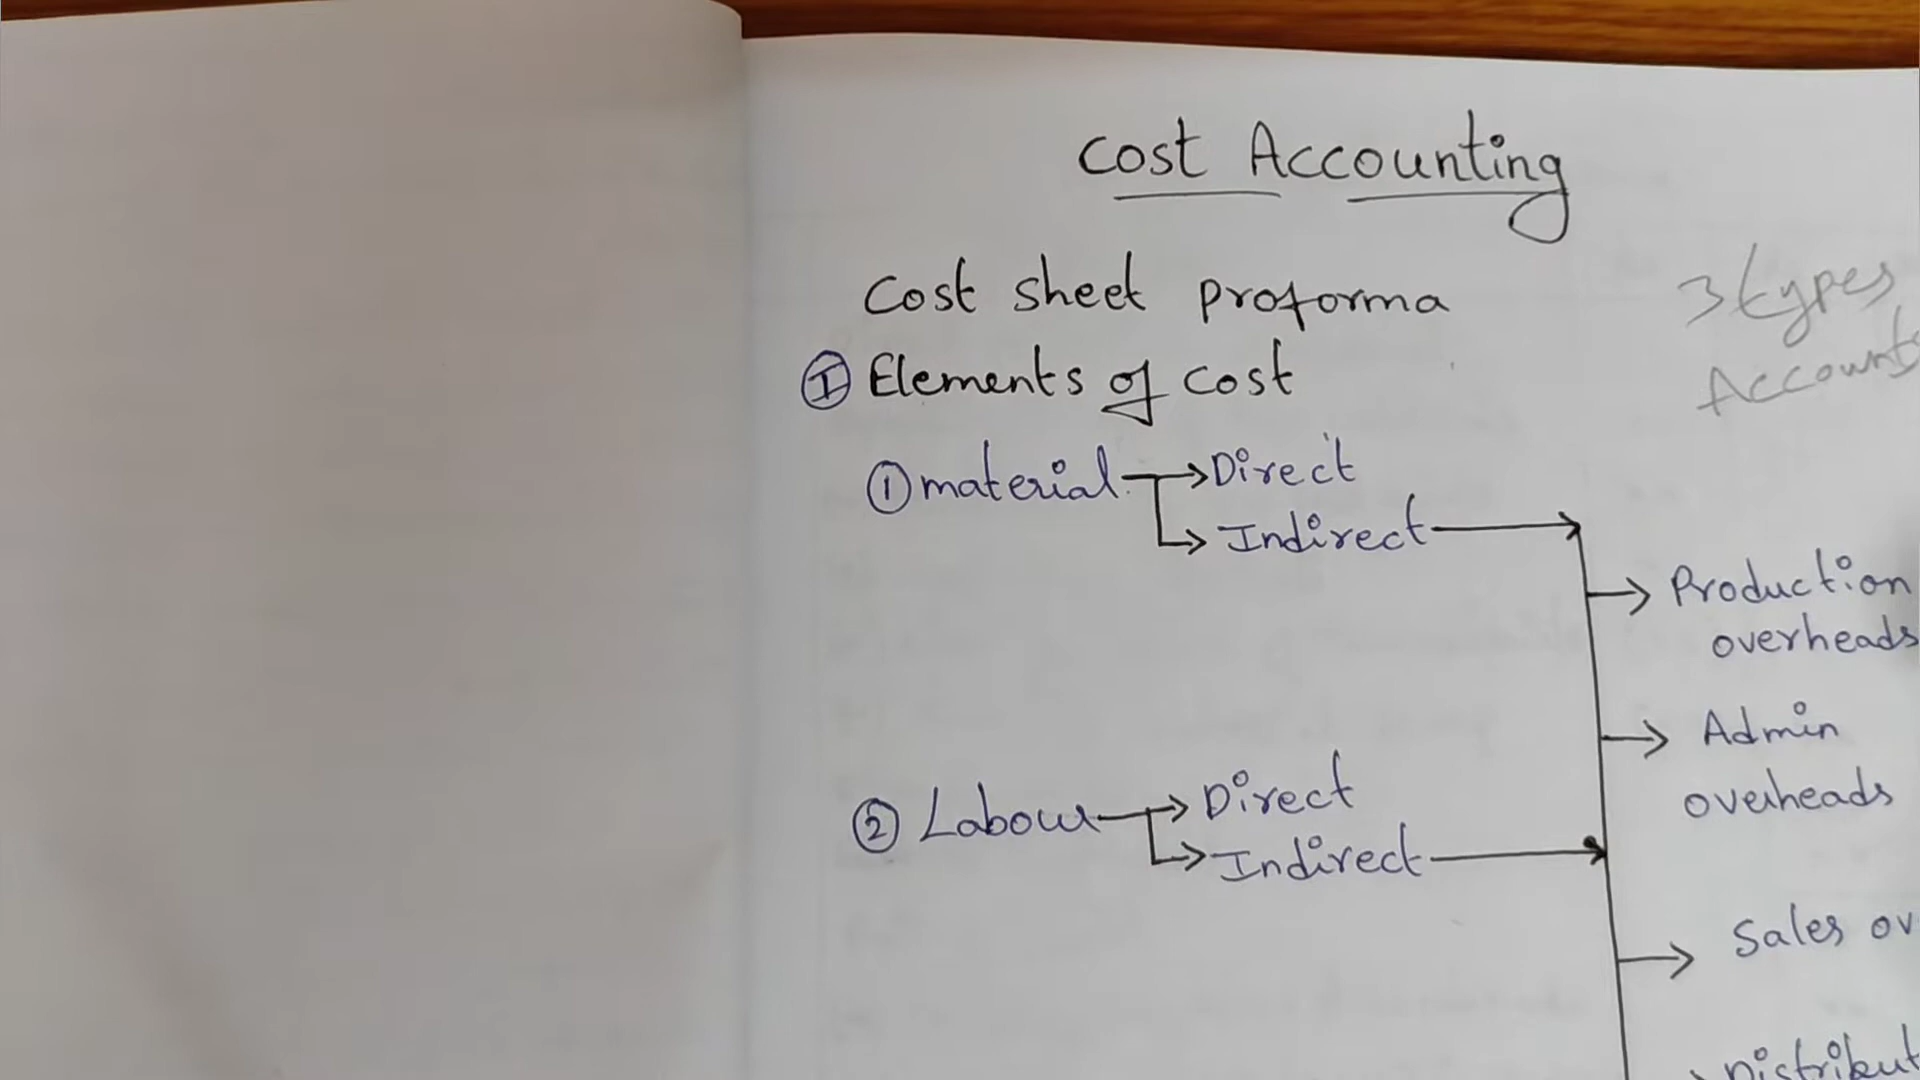 Cost Accounting
Cost sheet proforma
3 types
Accounts
I Elements of cost
1 material → Direct
→ Indirect →
→ Production
overheads
→ Admin
overheads
2 Labour → Direct
→ Indirect →
→ Sales ov
Distribut